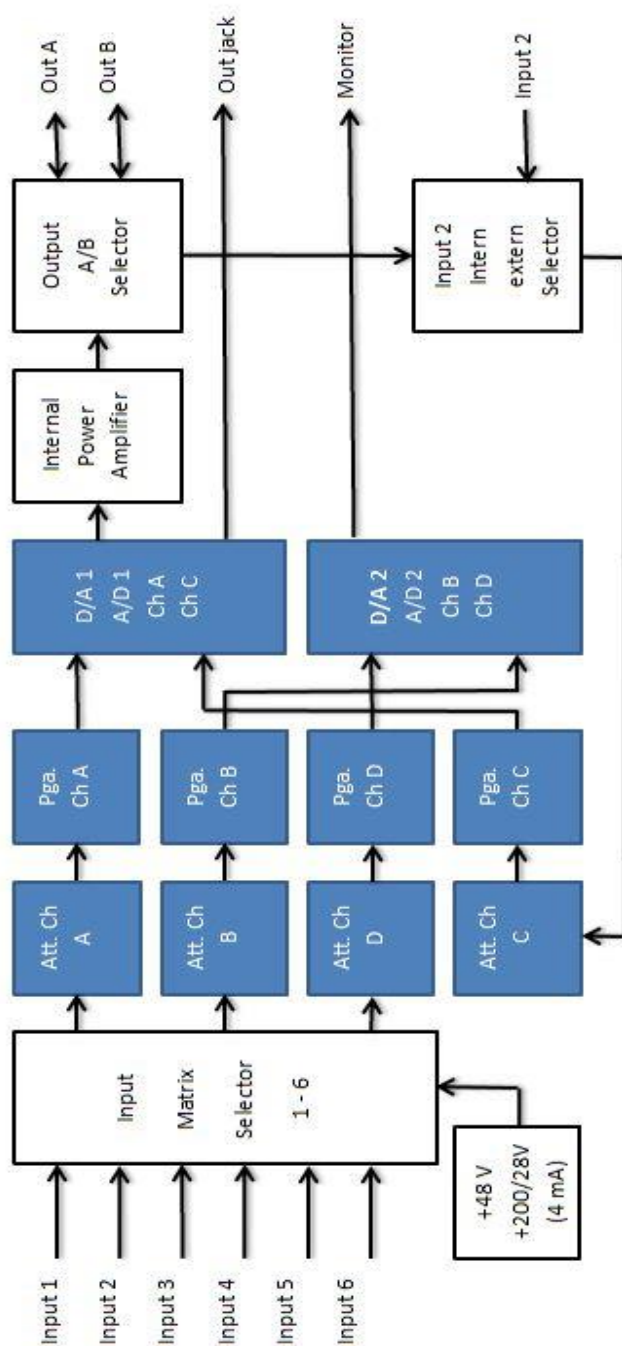 Input 1
Input 2
Input 3
Input 4
Input 5
Input 6
Input
Matrix
Selector
1 - 6
+48 V
+200/28V
(4 mA)
Att. Ch
A
Att. Ch
B
Att. Ch
D
Att. Ch
C
Pga.
Ch A
Pga.
Ch B
Pga.
Ch D
Pga.
Ch C
D/A 1
A/D 1
Ch A
Ch C
D/A 2
A/D 2
Ch B
Ch D
Internal
Power
Amplifier
Output
A/B
Selector
Input 2
Intern
extern
Selector
Out A
Out B
Out jack
Monitor
Input 2